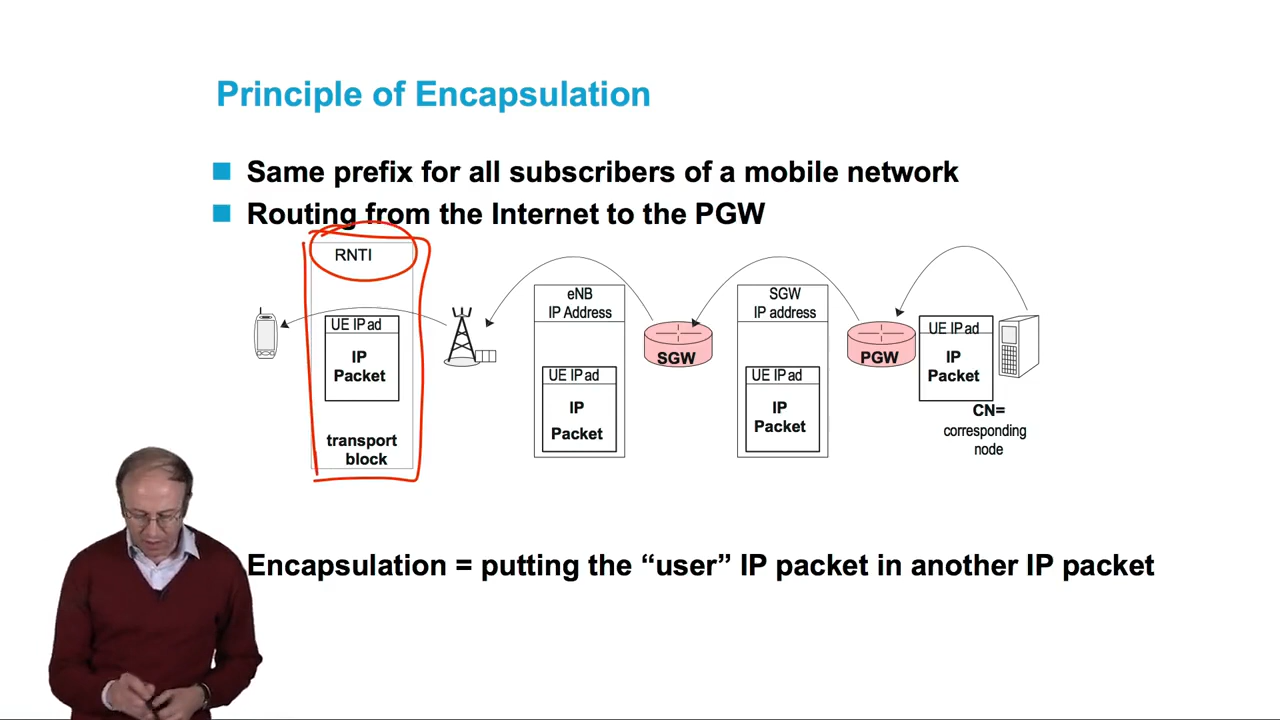 Principle of Encapsulation
Same prefix for all subscribers of a mobile network
Routing from the Internet to the PGW
RNTI
UE IP ad
IP
Packet
transport
block
eNB
IP Address
UE IP ad
IP
Packet
SGW
SGW
IP address
UE IP ad
IP
Packet
PGW
UE IP ad
IP
Packet
CN=
corresponding
node
Encapsulation = putting the “user” IP packet in another IP packet